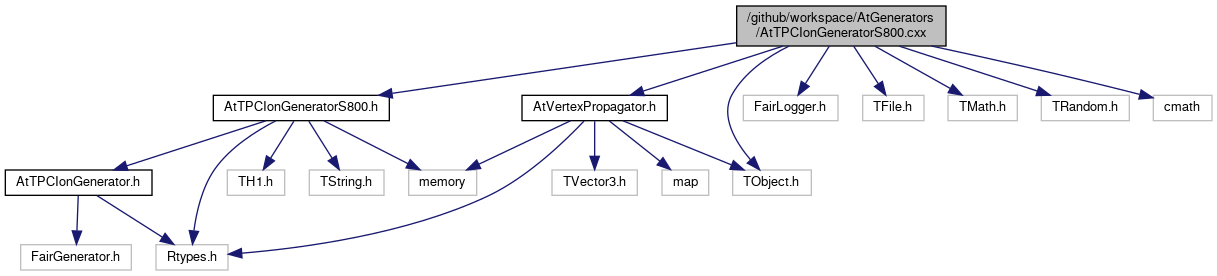 /github/workspace/AtGenerators
/AtTPCIonGeneratorS800.cxx
AtTPCIonGeneratorS800.h
AtVertexPropagator.h
FairLogger.h
TFile.h
TMath.h
TRandom.h
cmath
AtTPCIonGenerator.h
TH1.h
TString.h
memory
TVector3.h
map
TObject.h
FairGenerator.h
Rtypes.h